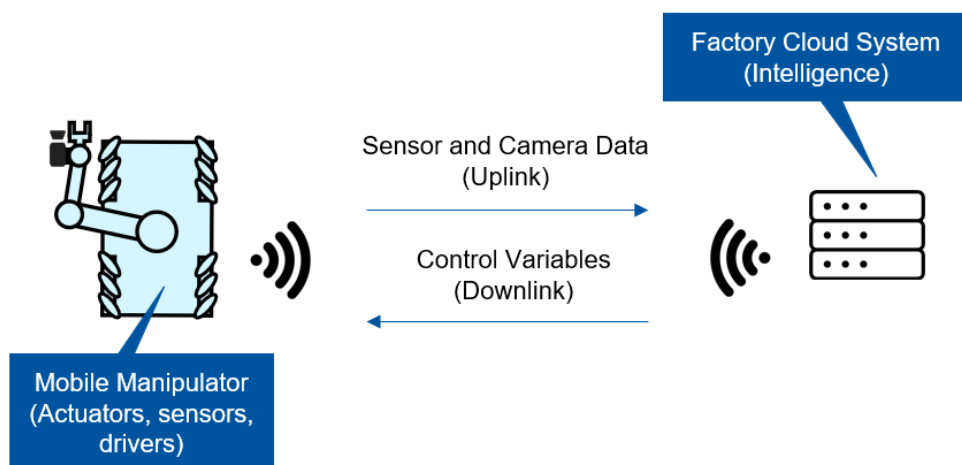 Factory Cloud System
(Intelligence)
Sensor and Camera Data
(Uplink)
Control Variables
(Downlink)
Mobile Manipulator
(Actuators, sensors,
drivers)